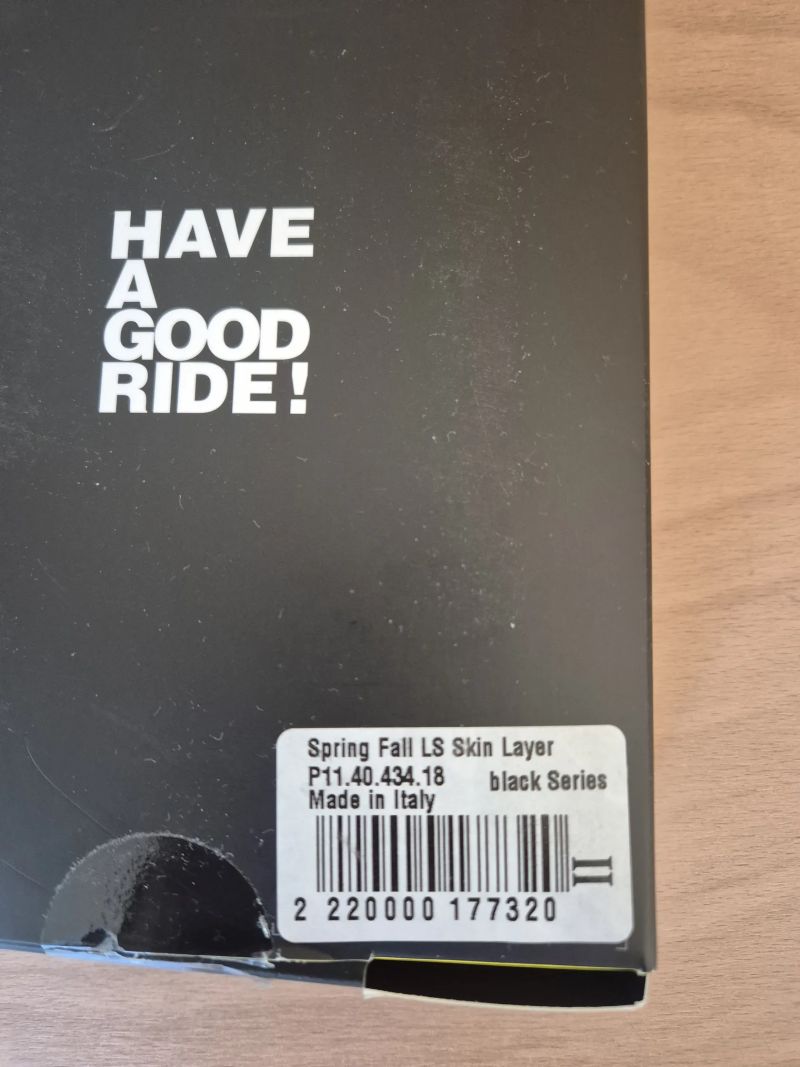 HAVE
A
GOOD
RIDE!
Spring Fall LS Skin Layer
P11.40.434.18 black Series
Made in Italy
II
2 220000 177320